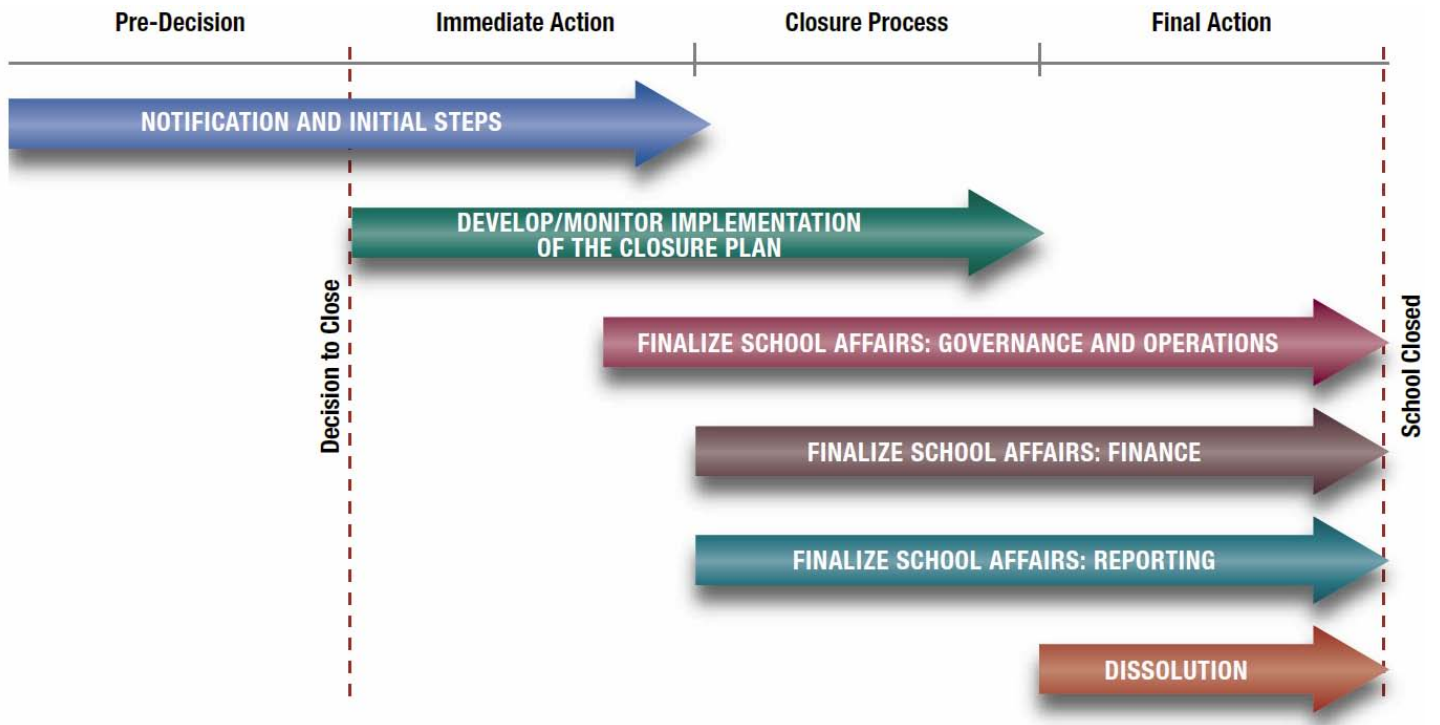 Pre-Decision
Immediate Action
Closure Process
Final Action
NOTIFICATION AND INITIAL STEPS
DEVELOP/MONITOR IMPLEMENTATION
OF THE CLOSURE PLAN
Decision to Close
FINALIZE SCHOOL AFFAIRS: GOVERNANCE AND OPERATIONS
School Closed
FINALIZE SCHOOL AFFAIRS: FINANCE
FINALIZE SCHOOL AFFAIRS: REPORTING
DISSOLUTION